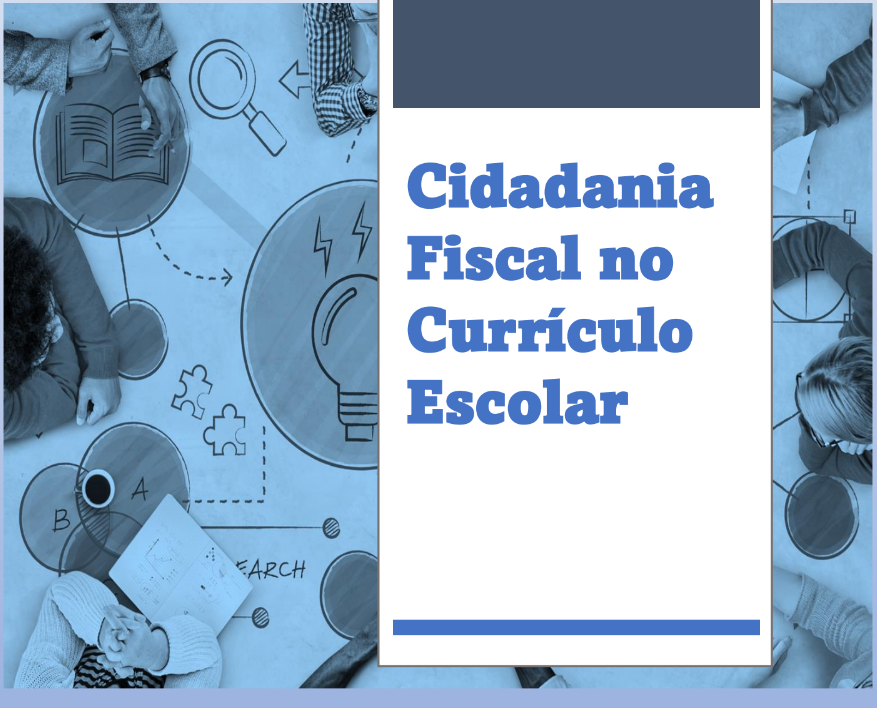 Cidadania
Fiscal no
Currículo
Escolar
A
B
EARCH